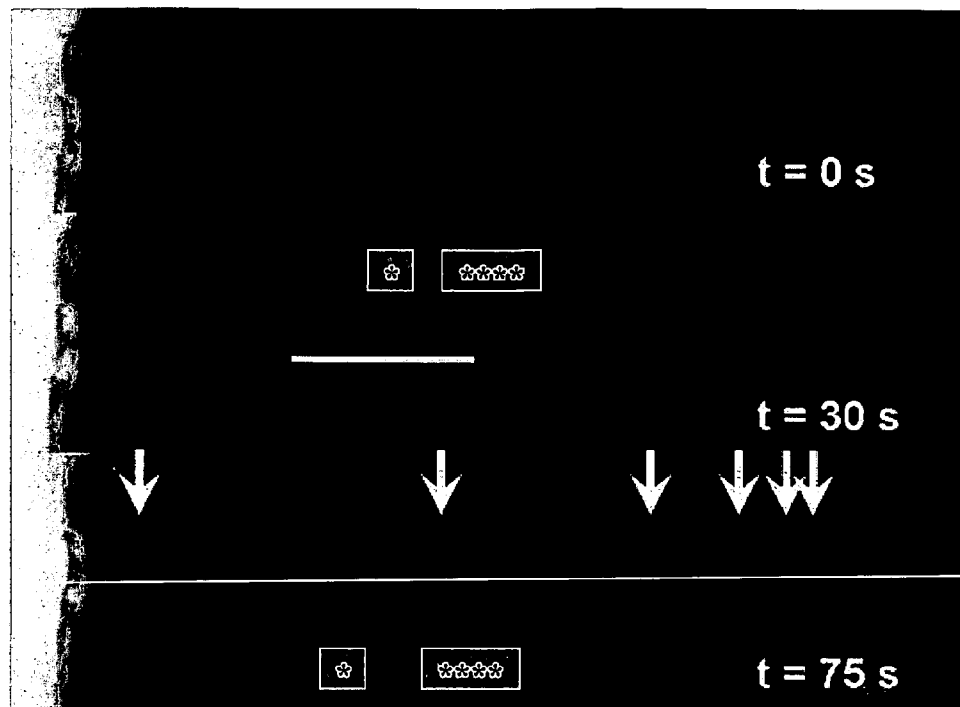 t = 0 s
t = 30 s
t = 75 s